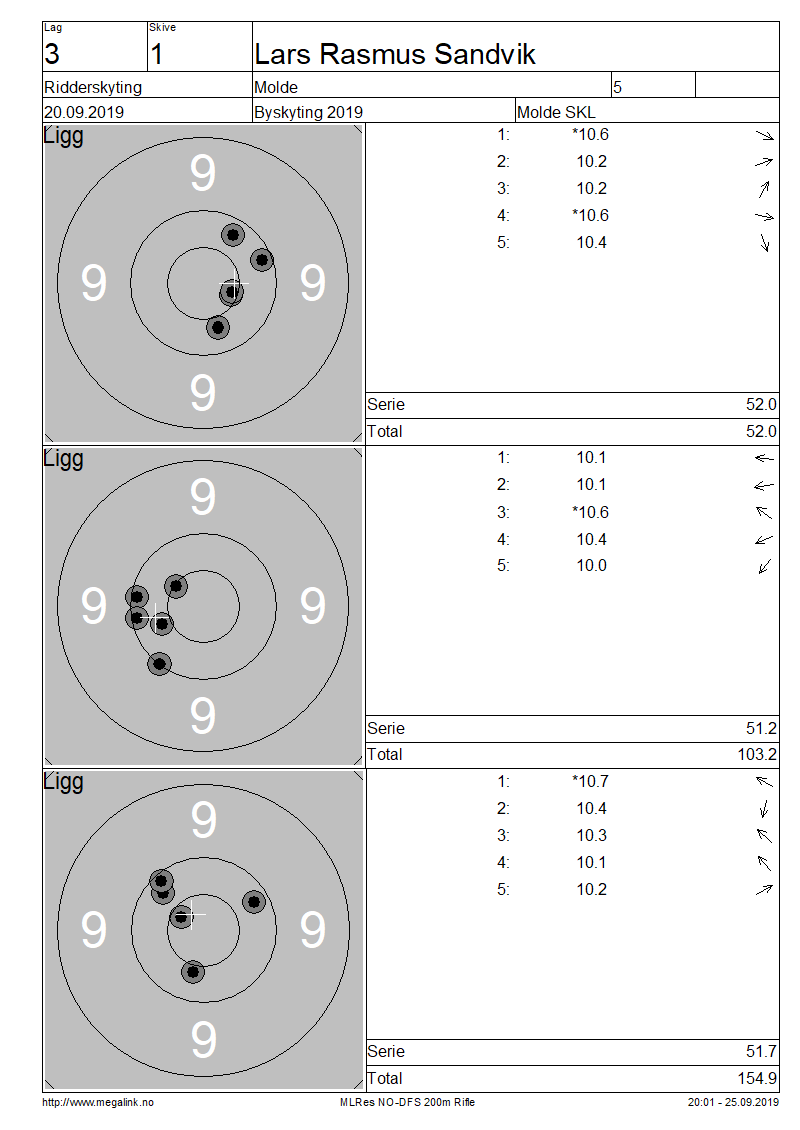 Lag Skive
3 1 Lars Rasmus Sandvik
Ridderskyting Molde 5
20.09.2019 Byskyting 2019 Molde SKL
Ligg
9
9 9
9
1: *10.6
2: 10.2
3: 10.2
4: *10.6
5: 10.4
Serie 52.0
Total 52.0
Ligg
9
9 9
9
1: 10.1
2: 10.1
3: *10.6
4: 10.4
5: 10.0
Serie 51.2
Total 103.2
Ligg
9
9 9
9
1: *10.7
2: 10.4
3: 10.3
4: 10.1
5: 10.2
Serie 51.7
Total 154.9
http://www.megalink.no MLRes NO-DFS 200m Rifle 20:01 - 25.09.2019